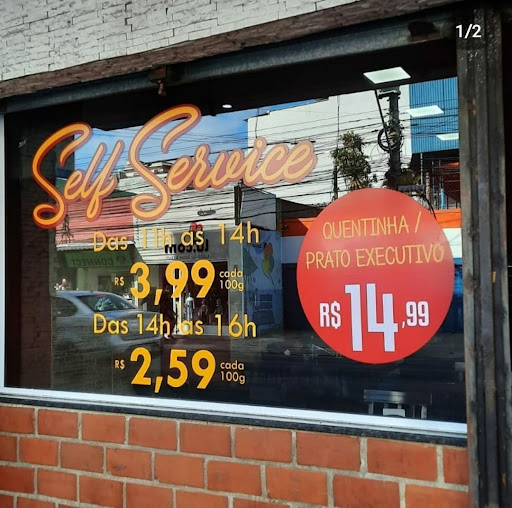 1/2
Self Service
Das 11h às 14h
R$ 3,99 cada 100g
Das 14h às 16h
R$ 2,59 cada 100g
QUENTINHA /
PRATO EXECUTIVO
R$ 14,99